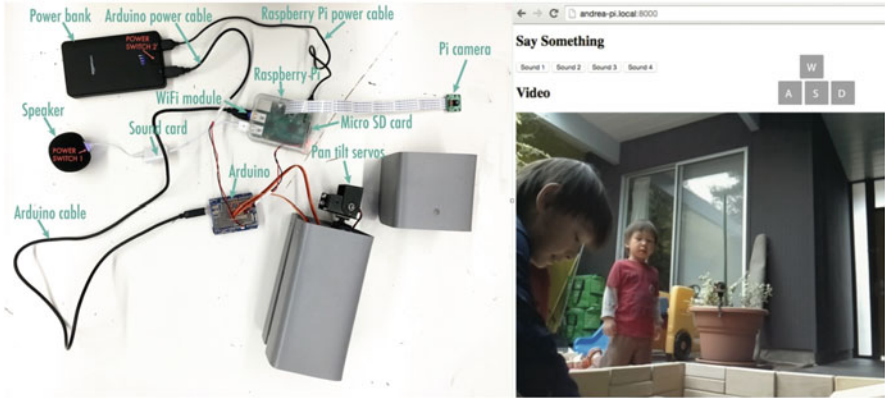 Power bank
Arduino power cable
Raspberry Pi power cable
POWER
SWITCH 2
Raspberry Pi
Pi camera
WiFi module
Speaker
Sound card
Micro SD card
POWER
SWITCH 1
Pan tilt servos
Arduino
Arduino cable
andrea-pi.local:8000
Say Something
Sound 1 Sound 2 Sound 3 Sound 4
W
A S D
Video